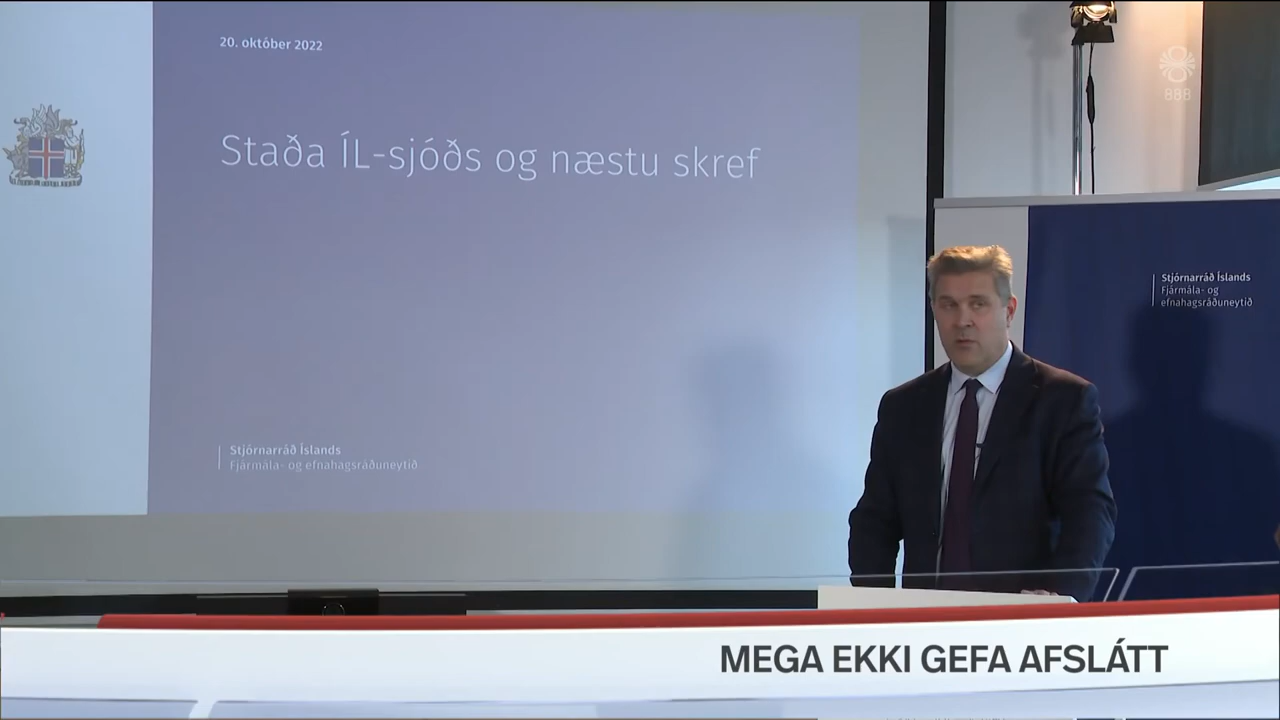 20. október 2022
Staða ÍL-sjóðs og næstu skref
Stjórnarráð Íslands
Fjármála- og efnahagsráðuneytið
888
Stjórnarráð Íslands
Fjármála- og
efnahagsráðuneytið
MEGA EKKI GEFA AFSLÁTT